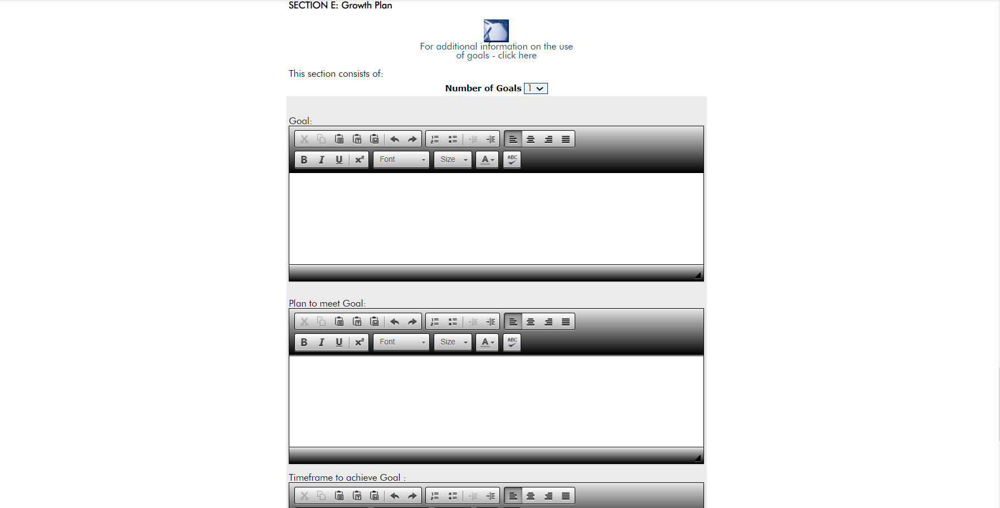 SECTION E: Growth Plan
For additional information on the use
of goals - click here
This section consists of:
Number of Goals 1
Goal:
B I U x² Font Size A ABC
Plan to meet Goal:
B I U x² Font Size A ABC
Timeframe to achieve Goal :